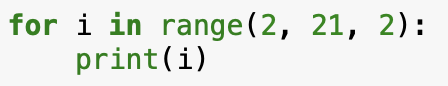 for i in range(2, 21, 2):
    print(i)